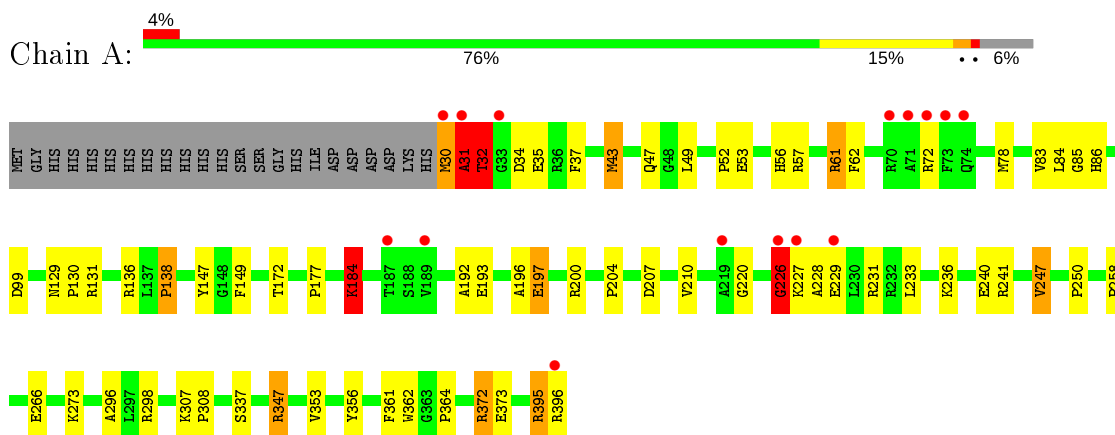 4%
Chain A:
76% 15% • • 6%
MET GLY HIS HIS HIS HIS HIS HIS HIS HIS HIS HIS HIS SER SER GLY HIS ILE ASP ASP ASP ASP LYS HIS M30 A31 T32 G33 D34 E35 R36 F37 M43 Q47 G48 L49 P52 E53 H56 R57 R61 F62 R70 A71 R72 F73 Q74 M78 V83 L84 G85 H86
D99 N129 P130 R131 R136 L137 P138 Y147 G148 F149 T172 P177 K184 T187 S188 V189 A192 E193 A196 E197 R200 P204 D207 V210 A219 G220 G226 K227 A228 E229 L230 R231 R232 L233 K236 E240 R241 V247 P250 P258
E266 K273 A296 L297 R298 K307 P308 S337 R347 V353 Y356 F361 W362 G363 P364 R372 E373 R395 R396